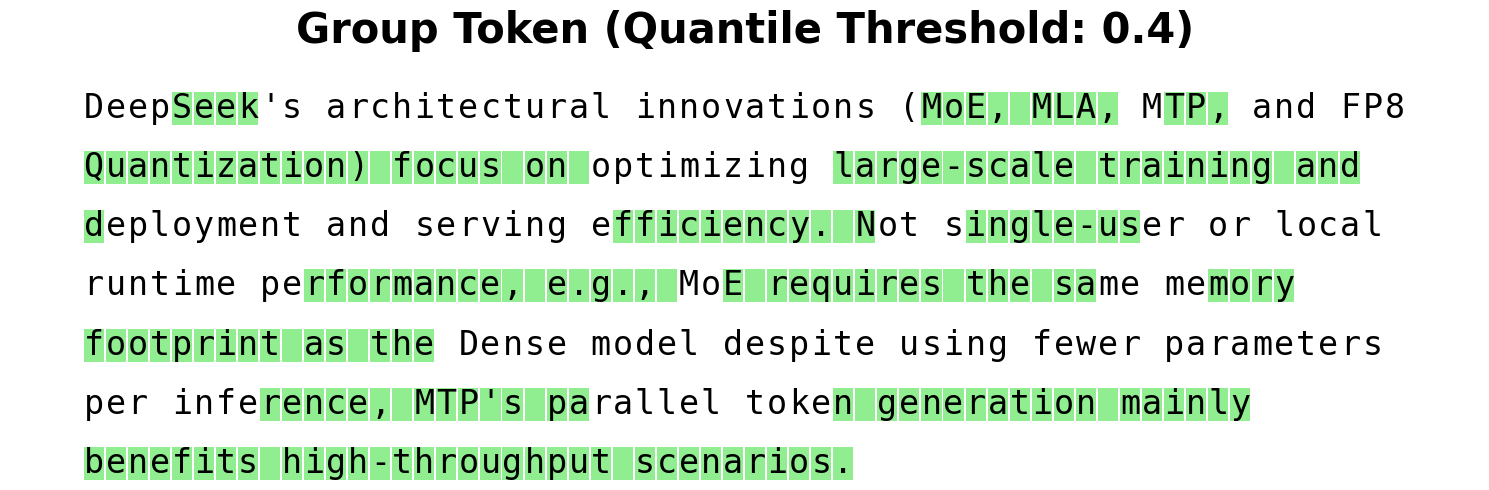 Group Token (Quantile Threshold: 0.4)
DeepSeek's architectural innovations (MoE, MLA, MTP, and FP8
Quantization) focus on optimizing large-scale training and
deployment and serving efficiency. Not single-user or local
runtime performance, e.g., MoE requires the same memory
footprint as the Dense model despite using fewer parameters
per inference, MTP's parallel token generation mainly
benefits high-throughput scenarios.